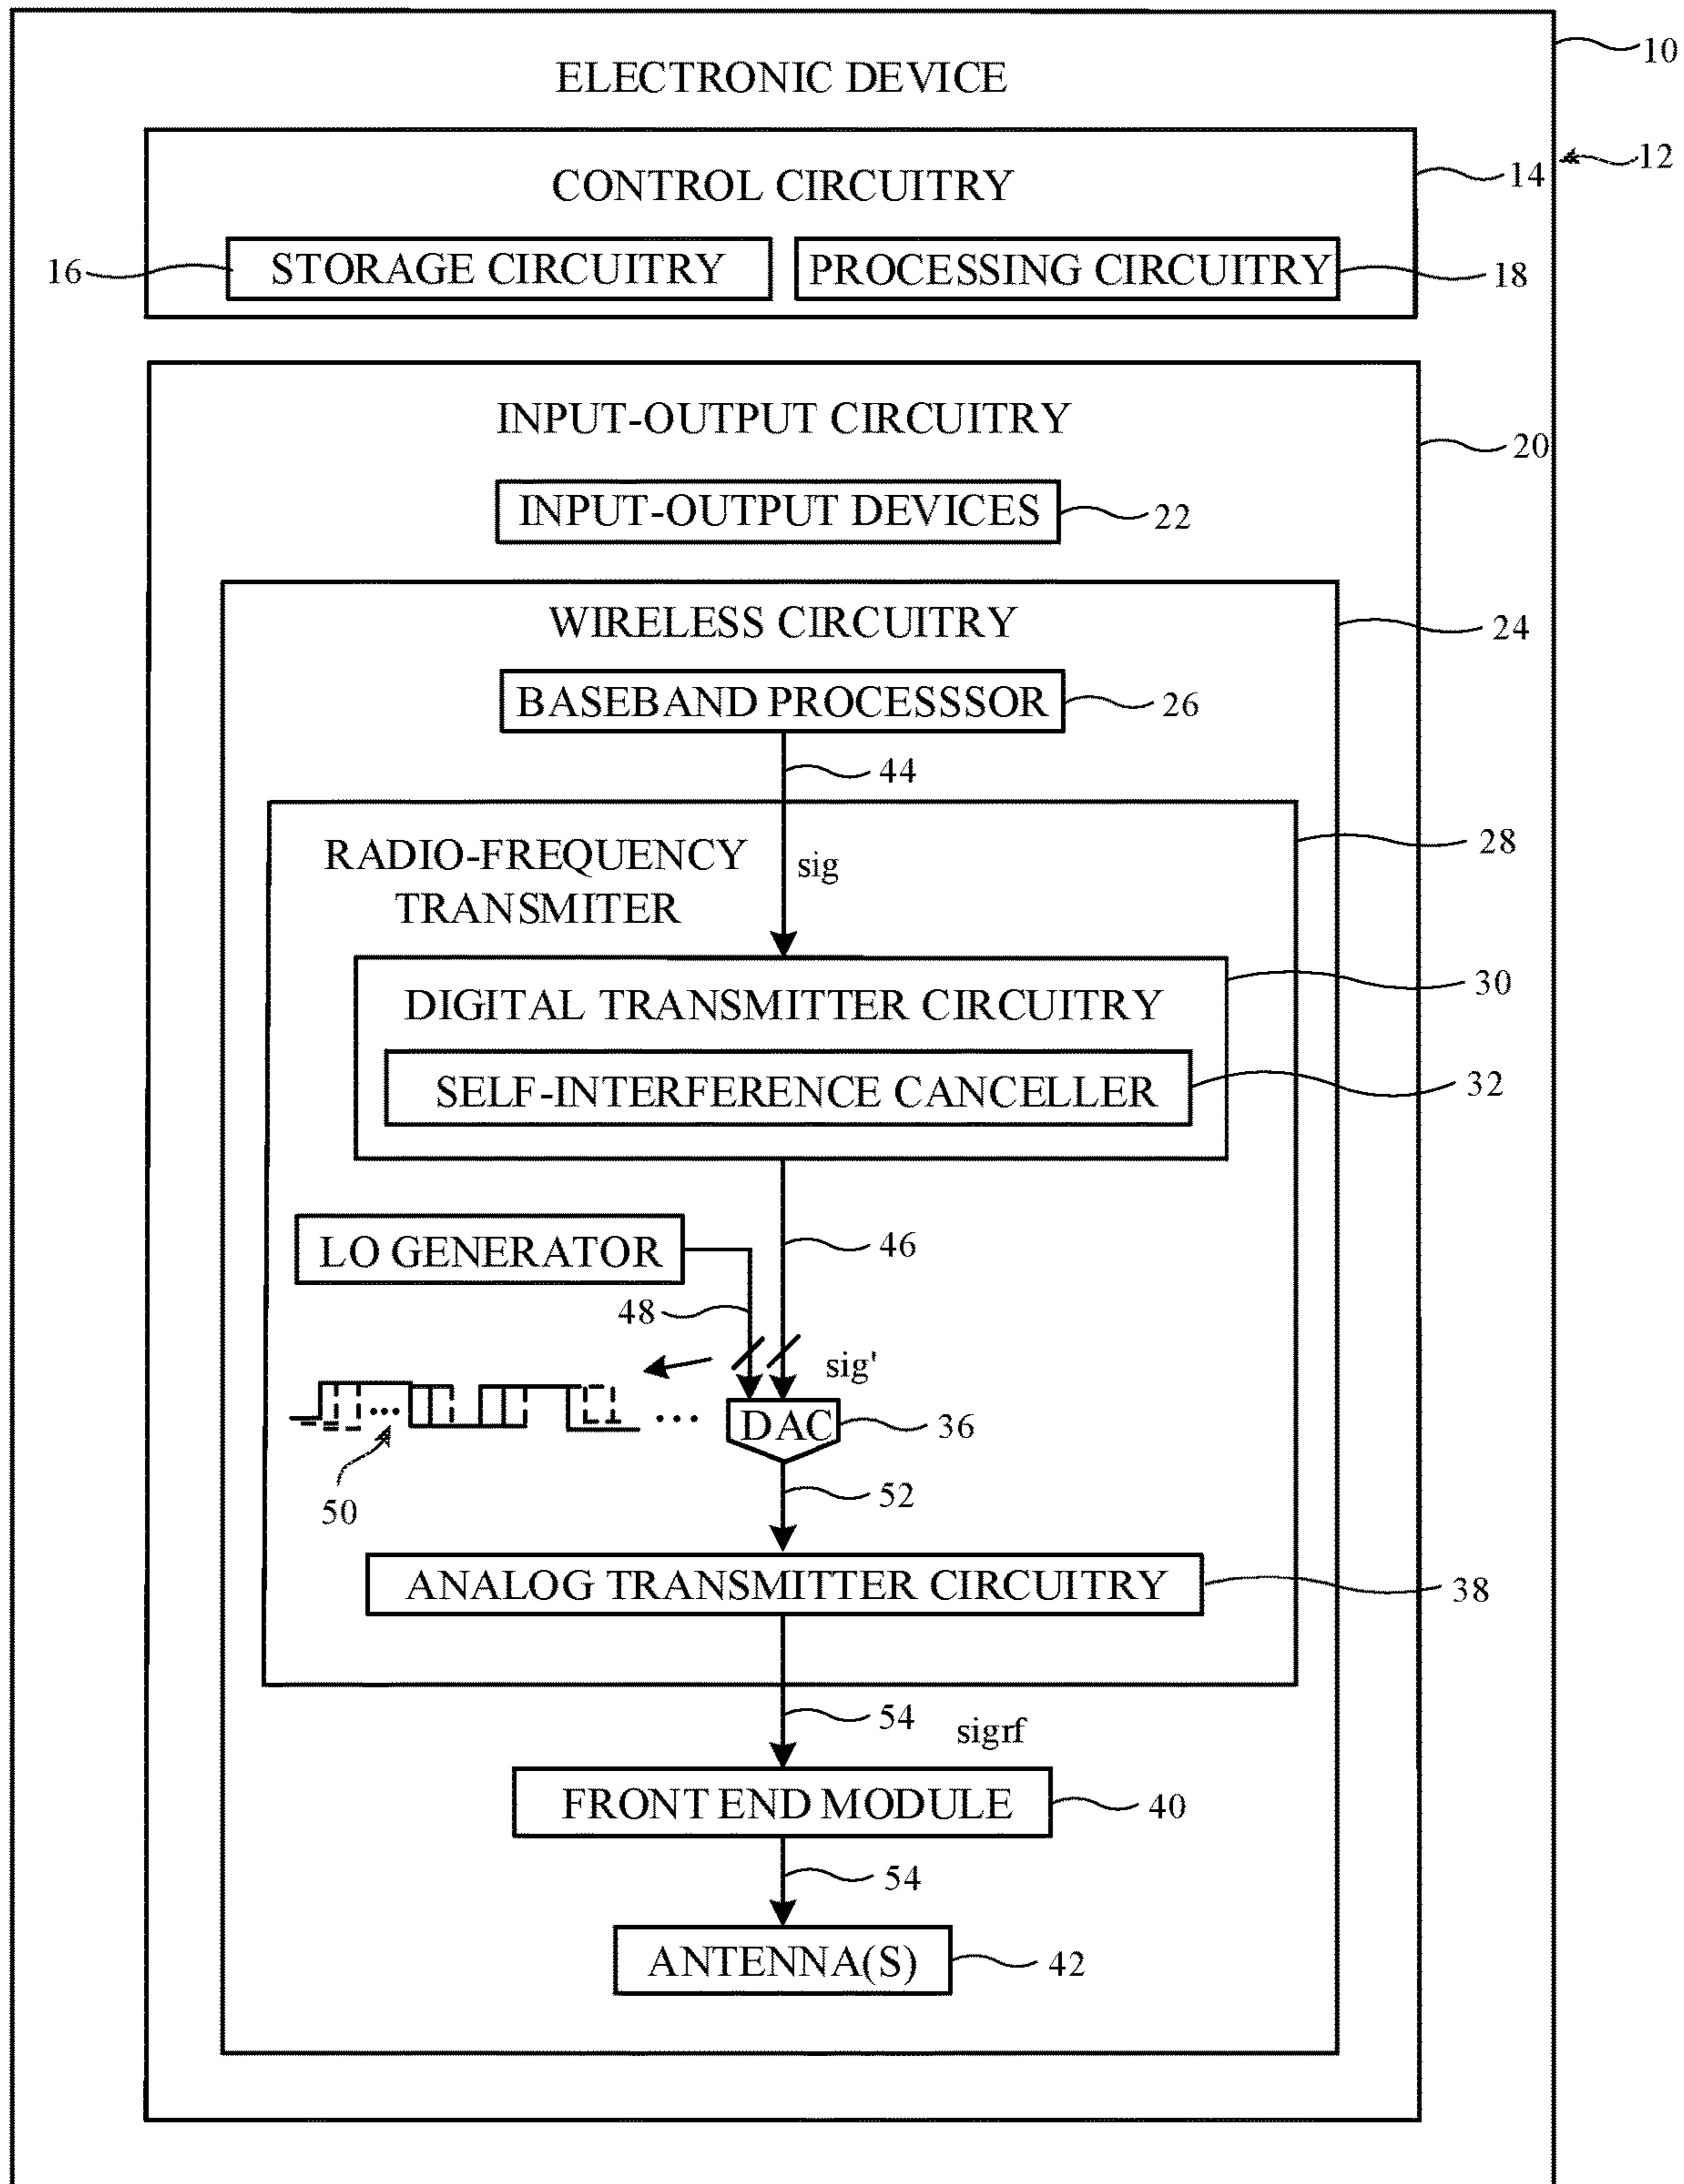 ELECTRONIC DEVICE
10
12
CONTROL CIRCUITRY
14
16
STORAGE CIRCUITRY
PROCESSING CIRCUITRY
18
INPUT-OUTPUT CIRCUITRY
20
INPUT-OUTPUT DEVICES
22
WIRELESS CIRCUITRY
24
BASEBAND PROCESSSOR
26
44
RADIO-FREQUENCY
TRANSMITER
sig
28
DIGITAL TRANSMITTER CIRCUITRY
30
SELF-INTERFERENCE CANCELLER
32
LO GENERATOR
46
48
sig'
...
...
DAC
36
50
52
ANALOG TRANSMITTER CIRCUITRY
38
54
sigrf
FRONT END MODULE
40
54
ANTENNA(S)
42